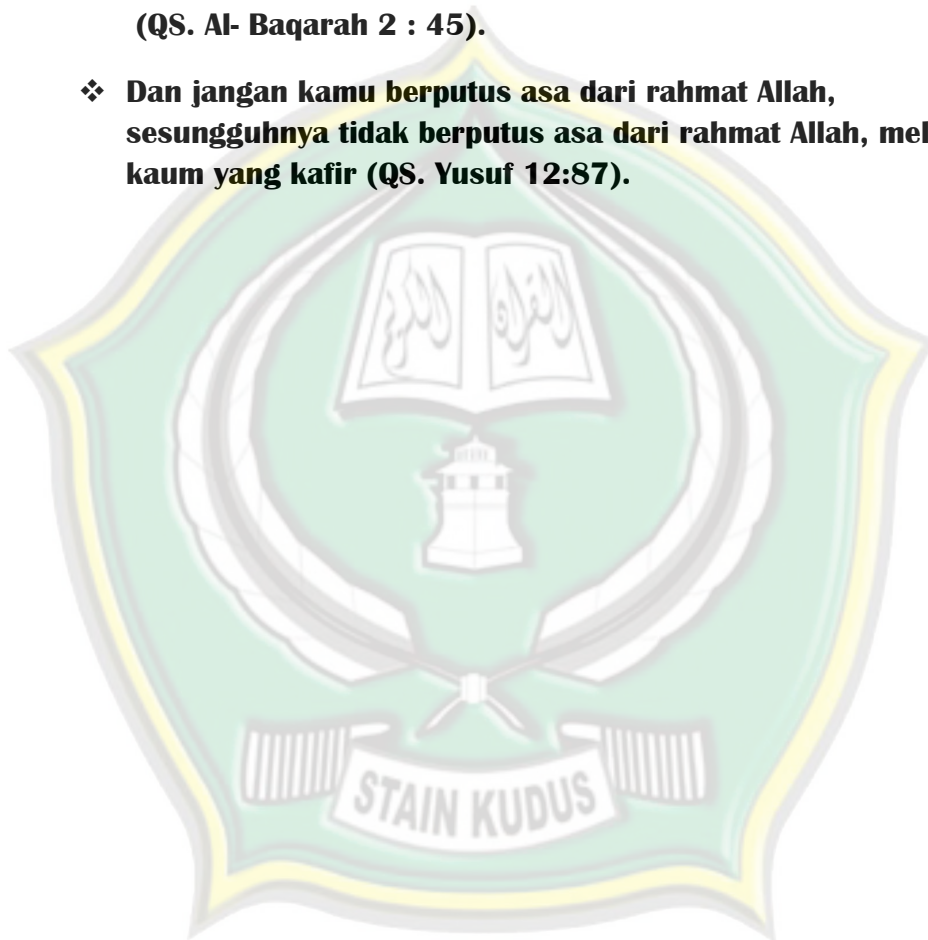 (QS. Al- Baqarah 2 : 45).
❖ Dan jangan kamu berputus asa dari rahmat Allah,
sesungguhnya tidak berputus asa dari rahmat Allah, mel
kaum yang kafir (QS. Yusuf 12:87).
STAIN KUDUS